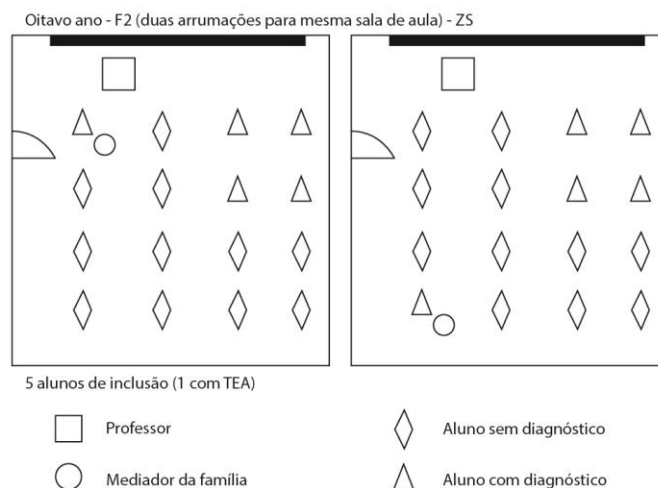 Oitavo ano - F2 (duas arrumações para mesma sala de aula) - ZS
5 alunos de inclusão (1 com TEA)
Professor
Aluno sem diagnóstico
Mediador da família
Aluno com diagnóstico